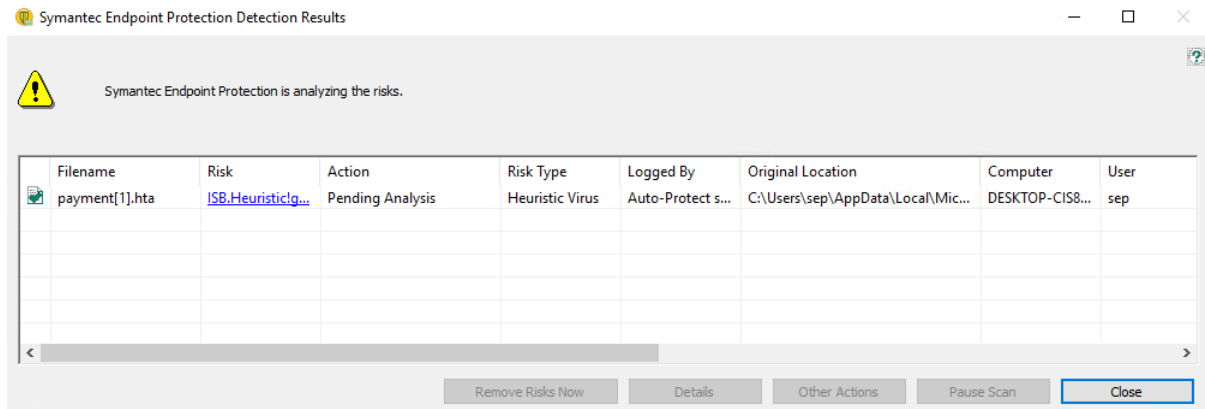 Symantec Endpoint Protection Detection Results
Symantec Endpoint Protection is analyzing the risks.
Filename Risk Action Risk Type Logged By Original Location Computer User
payment[1].hta ISB.Heuristic!g... Pending Analysis Heuristic Virus Auto-Protect s... C:\Users\sep\AppData\Local\Mic... DESKTOP-CIS8... sep
Remove Risks Now Details Other Actions Pause Scan Close